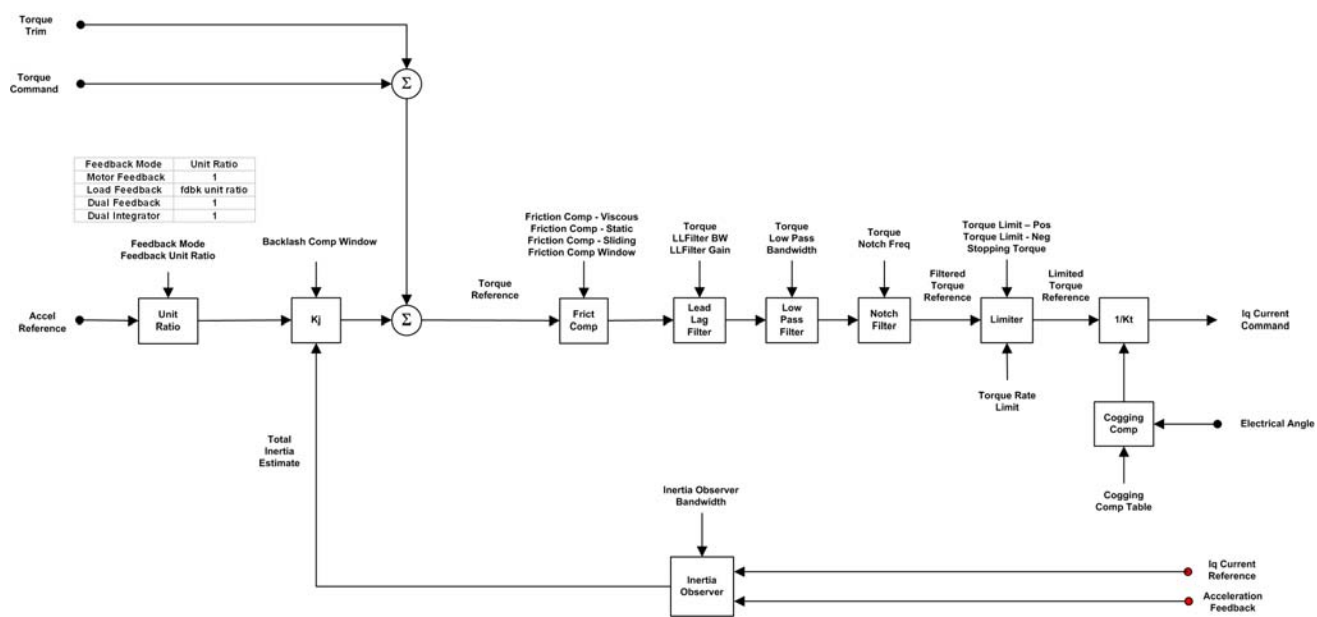 Torque
Trim
Torque
Command
Σ
Feedback Mode Unit Ratio
Motor Feedback 1
Load Feedback fdbk unit ratio
Dual Feedback 1
Dual Integrator 1
Feedback Mode
Feedback Unit Ratio
Backlash Comp Window
Friction Comp - Viscous
Friction Comp - Static
Friction Comp - Sliding
Friction Comp Window
Torque
LLFilter BW
LLFilter Gain
Torque
Low Pass
Bandwidth
Torque
Notch Freq
Torque Limit – Pos
Torque Limit - Neg
Stopping Torque
Torque
Reference
Filtered
Torque
Reference
Limited
Torque
Reference
Accel
Reference
Unit
Ratio
Kj
Σ
Frict
Comp
Lead
Lag
Filter
Low
Pass
Filter
Notch
Filter
Limiter
1/Kt
Iq Current
Command
Torque Rate
Limit
Cogging
Comp
Electrical Angle
Total
Inertia
Estimate
Cogging
Comp Table
Inertia Observer
Bandwidth
Inertia
Observer
Iq Current
Reference
Acceleration
Feedback